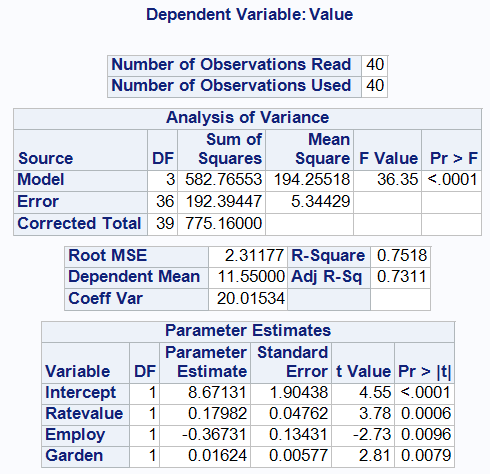 Dependent Variable: Value
Number of Observations Read 40
Number of Observations Used 40
Analysis of Variance
Source DF Sum of Squares Mean Square F Value Pr > F
Model 3 582.76553 194.25518 36.35 <.0001
Error 36 192.39447 5.34429
Corrected Total 39 775.16000
Root MSE 2.31177 R-Square 0.7518
Dependent Mean 11.55000 Adj R-Sq 0.7311
Coeff Var 20.01534
Parameter Estimates
Variable DF Parameter Estimate Standard Error t Value Pr > |t|
Intercept 1 8.67131 1.90438 4.55 <.0001
Ratevalue 1 0.17982 0.04762 3.78 0.0006
Employ 1 -0.36731 0.13431 -2.73 0.0096
Garden 1 0.01624 0.00577 2.81 0.0079